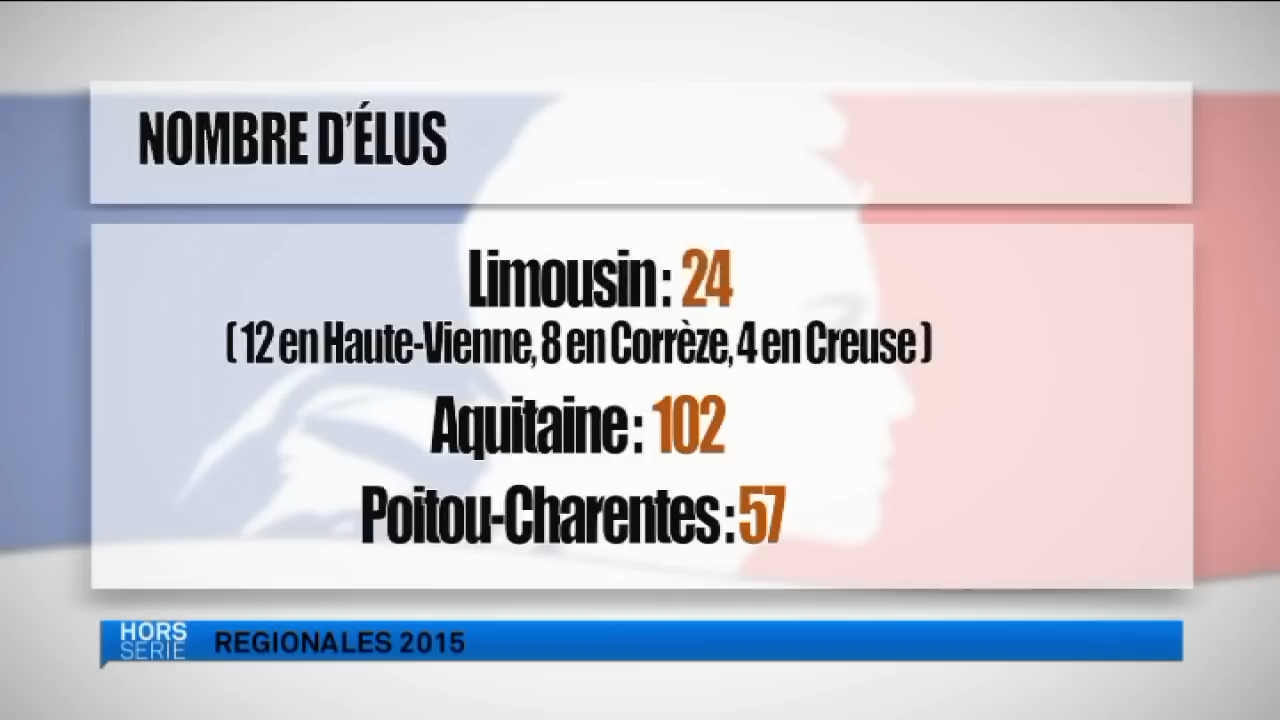 NOMBRE D'ÉLUS
Limousin : 24
( 12 en Haute-Vienne, 8 en Corrèze, 4 en Creuse )
Aquitaine : 102
Poitou-Charentes : 57
HORS
SERIE
REGIONALES 2015